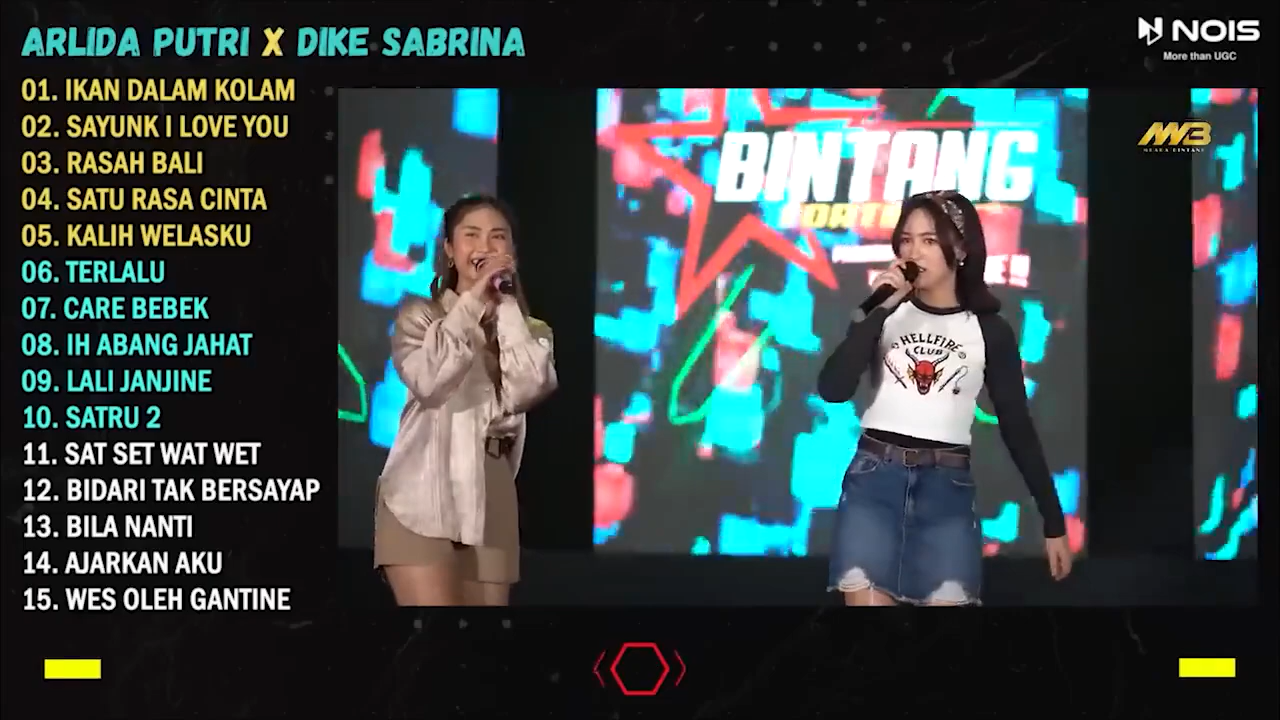 ARLIDA PUTRI X DIKE SABRINA
NOIS
More than UGC
01. IKAN DALAM KOLAM
02. SAYUNK I LOVE YOU
03. RASAH BALI
04. SATU RASA CINTA
05. KALIH WELASKU
06. TERLALU
07. CARE BEBEK
08. IH ABANG JAHAT
09. LALI JANJINE
10. SATRU 2
11. SAT SET WAT WET
12. BIDARI TAK BERSAYAP
13. BILA NANTI
14. AJARKAN AKU
15. WES OLEH GANTINE
BINTANG
HELLFIRE
CLUB